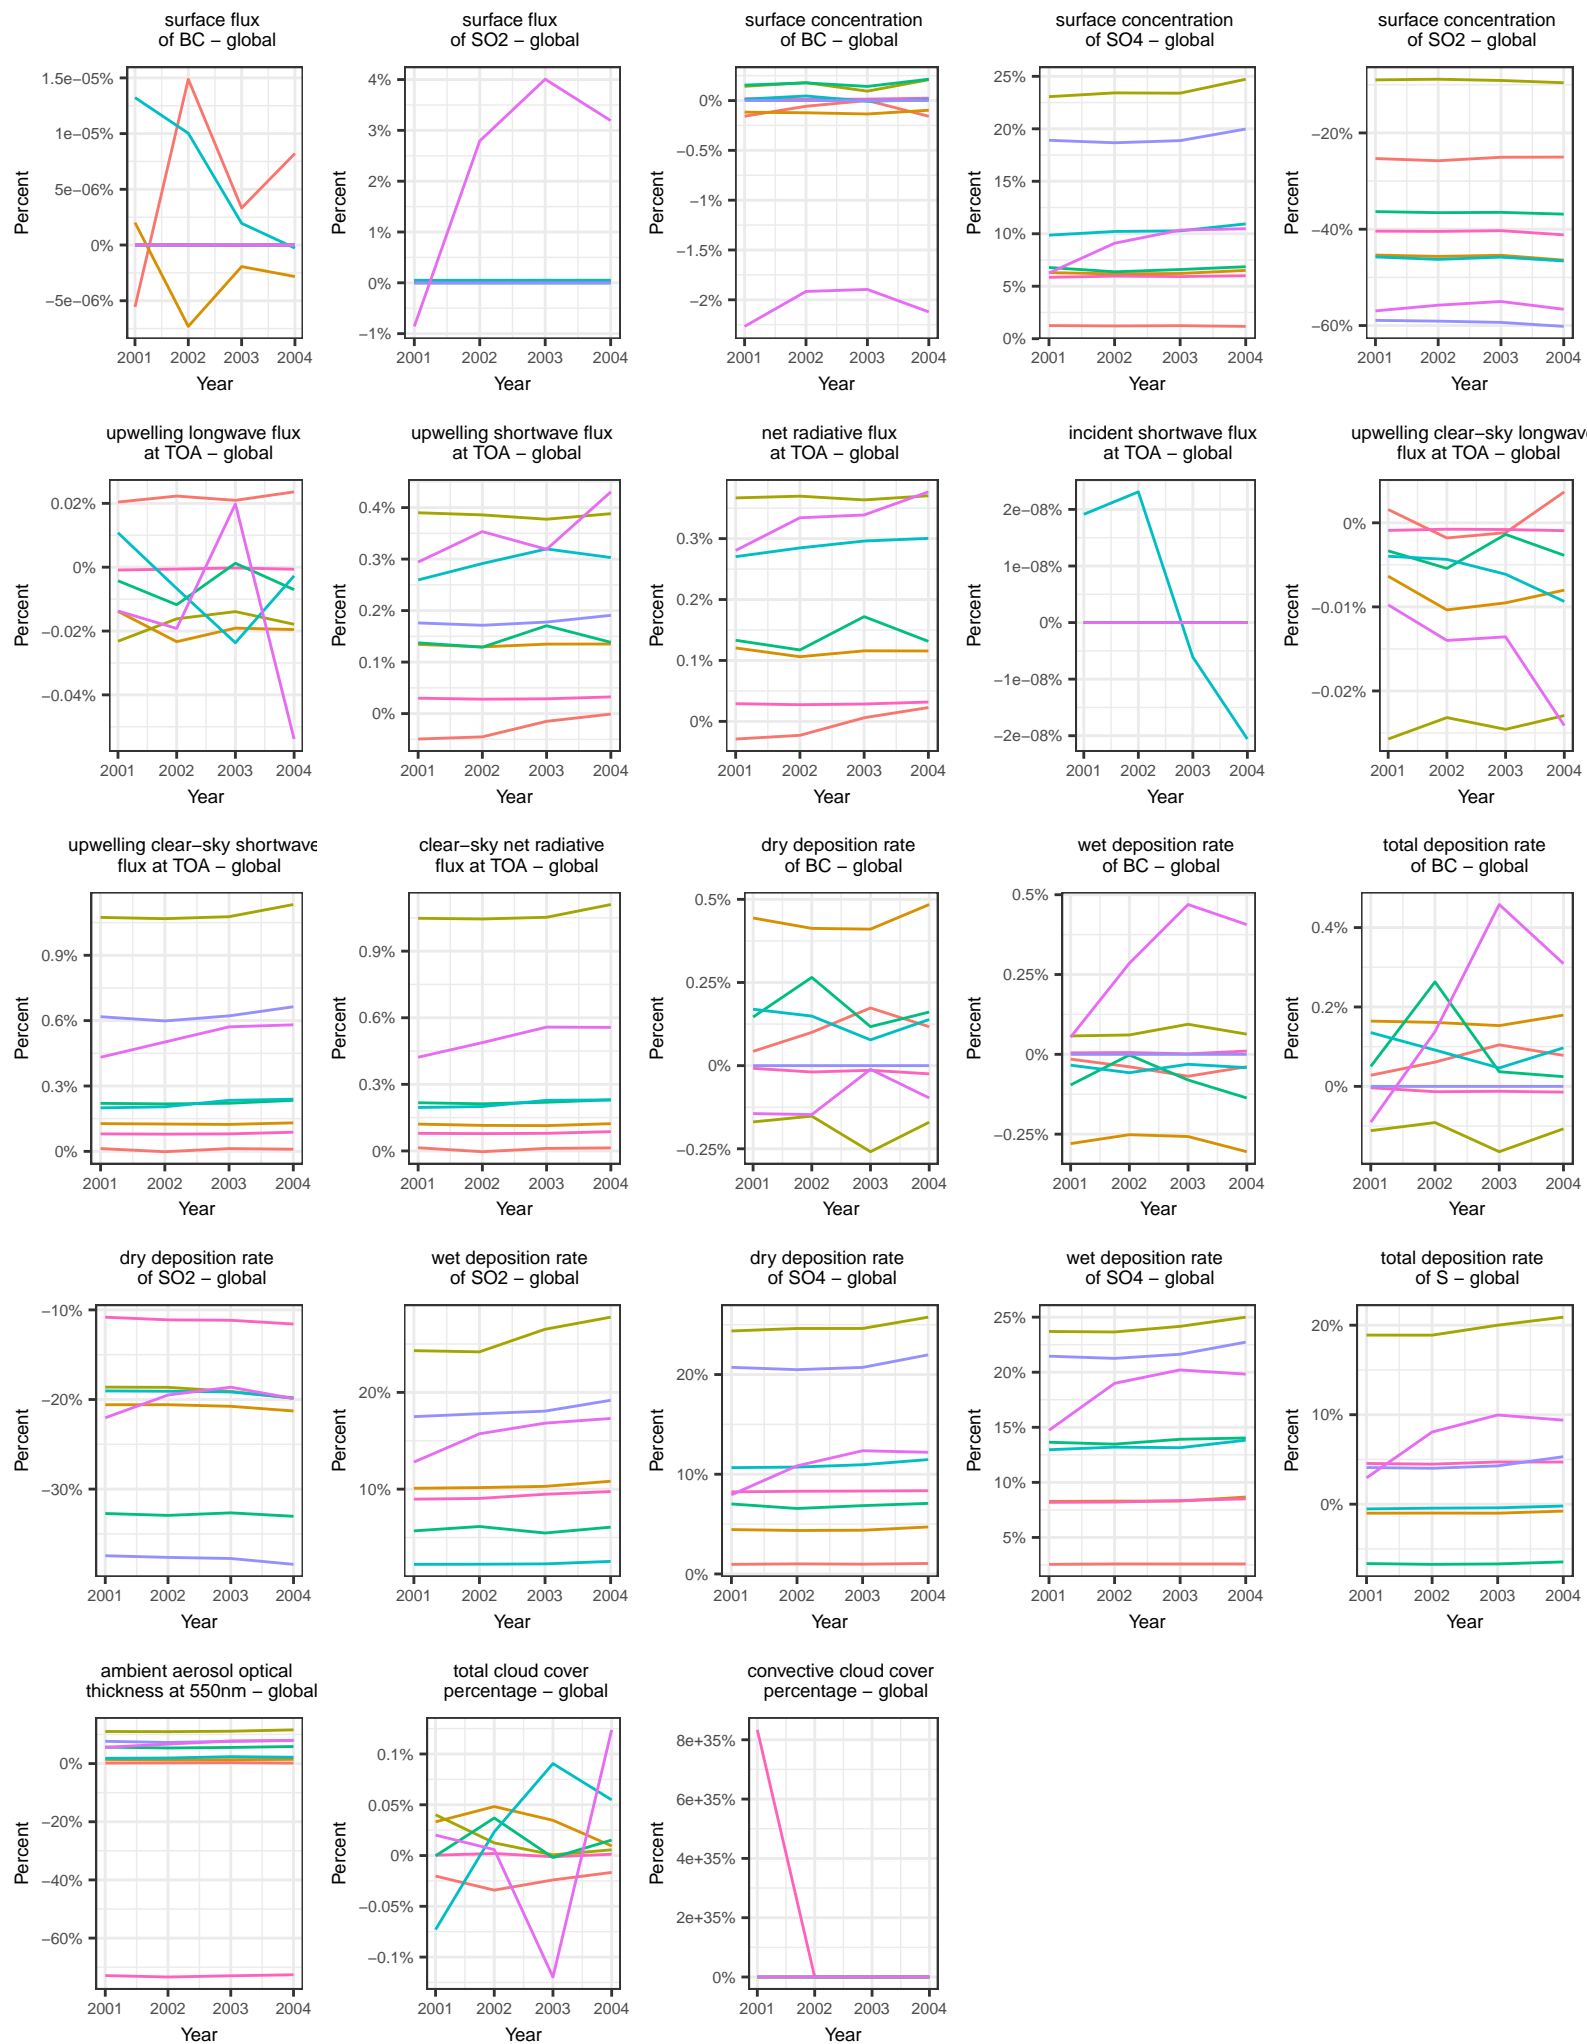 surface flux
of BC − global
surface flux
of SO2 − global
surface concentration
of BC − global
surface concentration
of SO4 − global
surface concentration
of SO2 − global
Percent
1.5e−05%
1e−05%
5e−06%
0%
−5e−06%
2001 2002 2003 2004
Year
Percent
4%
3%
2%
1%
0%
−1%
2001 2002 2003 2004
Year
Percent
0%
−0.5%
−1%
−1.5%
−2%
2001 2002 2003 2004
Year
Percent
25%
20%
15%
10%
5%
0%
2001 2002 2003 2004
Year
Percent
−20%
−40%
−60%
2001 2002 2003 2004
Year
upwelling longwave flux
at TOA − global
upwelling shortwave flux
at TOA − global
net radiative flux
at TOA − global
incident shortwave flux
at TOA − global
upwelling clear−sky longwav
flux at TOA − global
Percent
0.02%
0%
−0.02%
−0.04%
2001 2002 2003 2004
Year
Percent
0.4%
0.3%
0.2%
0.1%
0%
2001 2002 2003 2004
Year
Percent
0.3%
0.2%
0.1%
0%
2001 2002 2003 2004
Year
Percent
2e−08%
1e−08%
0%
−1e−08%
−2e−08%
2001 2002 2003 2004
Year
Percent
0%
−0.01%
−0.02%
2001 2002 2003 2004
Year
upwelling clear−sky shortwave
flux at TOA − global
clear−sky net radiative
flux at TOA − global
dry deposition rate
of BC − global
wet deposition rate
of BC − global
total deposition rate
of BC − global
Percent
0.9%
0.6%
0.3%
0%
2001 2002 2003 2004
Year
Percent
0.9%
0.6%
0.3%
0%
2001 2002 2003 2004
Year
Percent
0.5%
0.25%
0%
−0.25%
2001 2002 2003 2004
Year
Percent
0.5%
0.25%
0%
−0.25%
2001 2002 2003 2004
Year
Percent
0.4%
0.2%
0%
2001 2002 2003 2004
Year
dry deposition rate
of SO2 − global
wet deposition rate
of SO2 − global
dry deposition rate
of SO4 − global
wet deposition rate
of SO4 − global
total deposition rate
of S − global
Percent
−10%
−20%
−30%
2001 2002 2003 2004
Year
Percent
20%
10%
2001 2002 2003 2004
Year
Percent
20%
10%
0%
2001 2002 2003 2004
Year
Percent
25%
20%
15%
10%
5%
2001 2002 2003 2004
Year
Percent
20%
10%
0%
2001 2002 2003 2004
Year
ambient aerosol optical
thickness at 550nm − global
total cloud cover
percentage − global
convective cloud cover
percentage − global
Percent
0%
−20%
−40%
−60%
2001 2002 2003 2004
Year
Percent
0.1%
0.05%
0%
−0.05%
−0.1%
2001 2002 2003 2004
Year
Percent
8e+35%
6e+35%
4e+35%
2e+35%
0%
2001 2002 2003 2004
Year